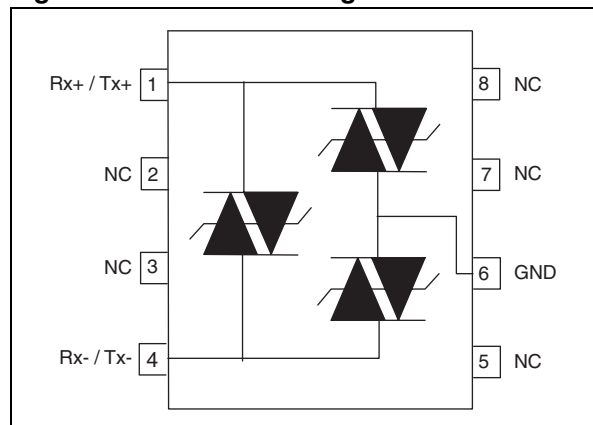 Rx+ / Tx+ 1
8 NC
NC 2
7 NC
NC 3
6 GND
Rx- / Tx- 4
5 NC